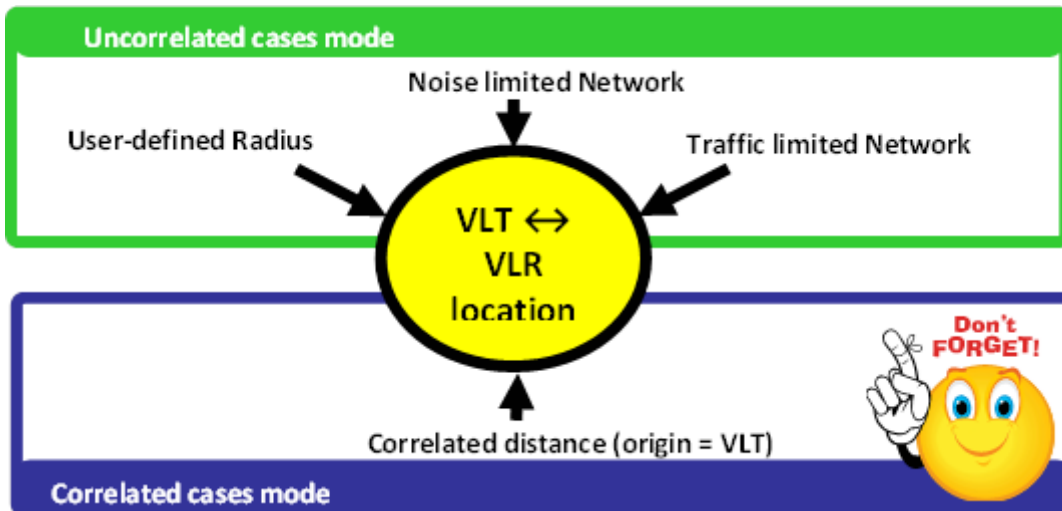 Uncorrelated cases mode
Noise limited Network
User-defined Radius
Traffic limited Network
VLT ↔
VLR
location
Don't
FORGET!
Correlated distance (origin = VLT)
Correlated cases mode